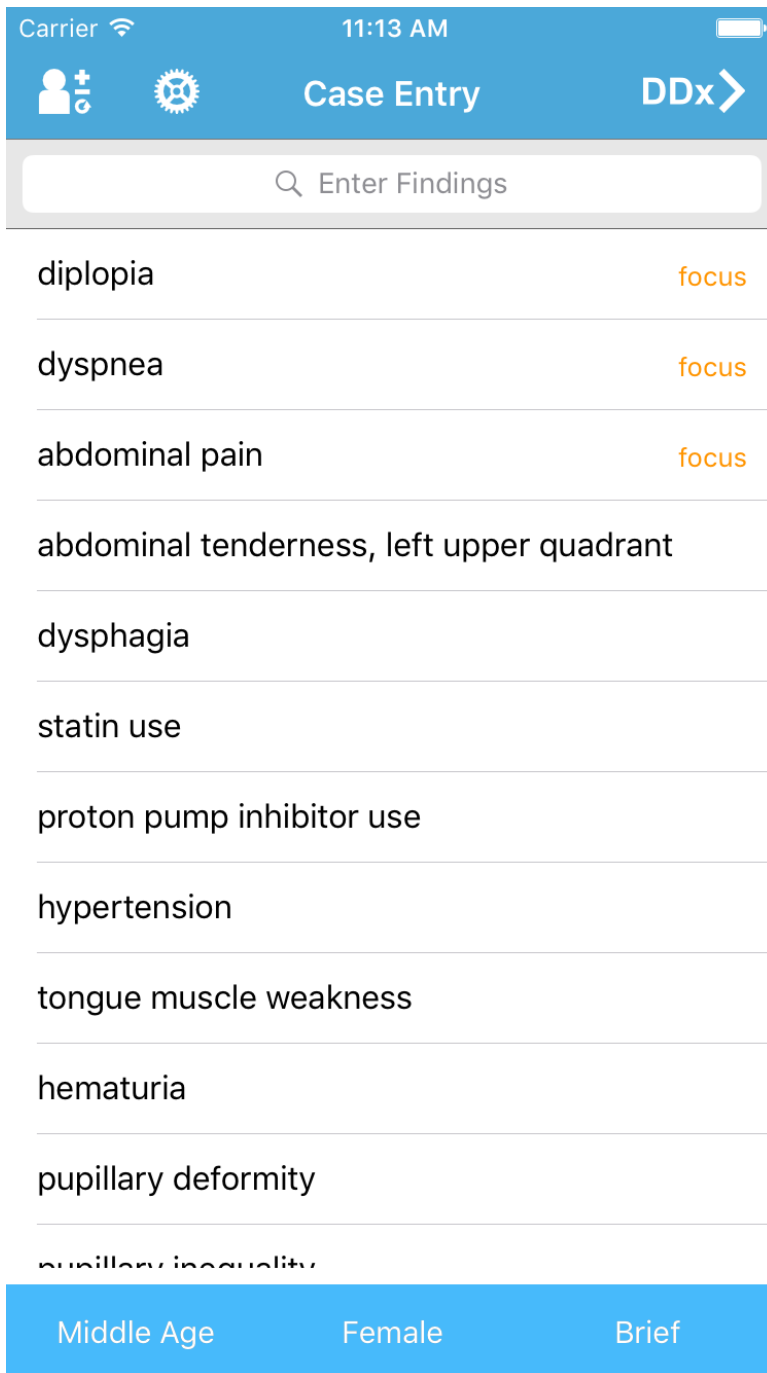 Carrier 11:13 AM
Case Entry DDx
Enter Findings
diplopia focus
dyspnea focus
abdominal pain focus
abdominal tenderness, left upper quadrant
dysphagia
statin use
proton pump inhibitor use
hypertension
tongue muscle weakness
hematuria
pupillary deformity
pupillary inequality
Middle Age Female Brief